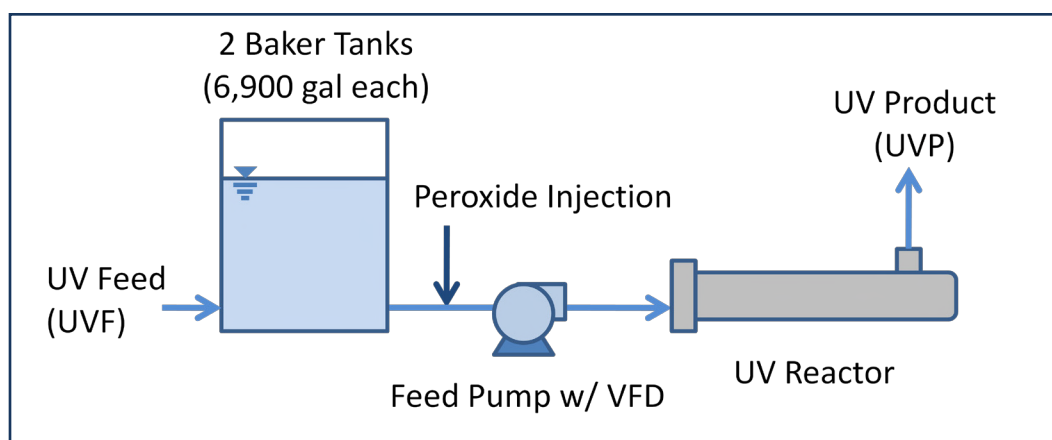 2 Baker Tanks
(6,900 gal each)
UV Product
(UVP)
Peroxide Injection
UV Feed
(UVF)
UV Reactor
Feed Pump w/ VFD